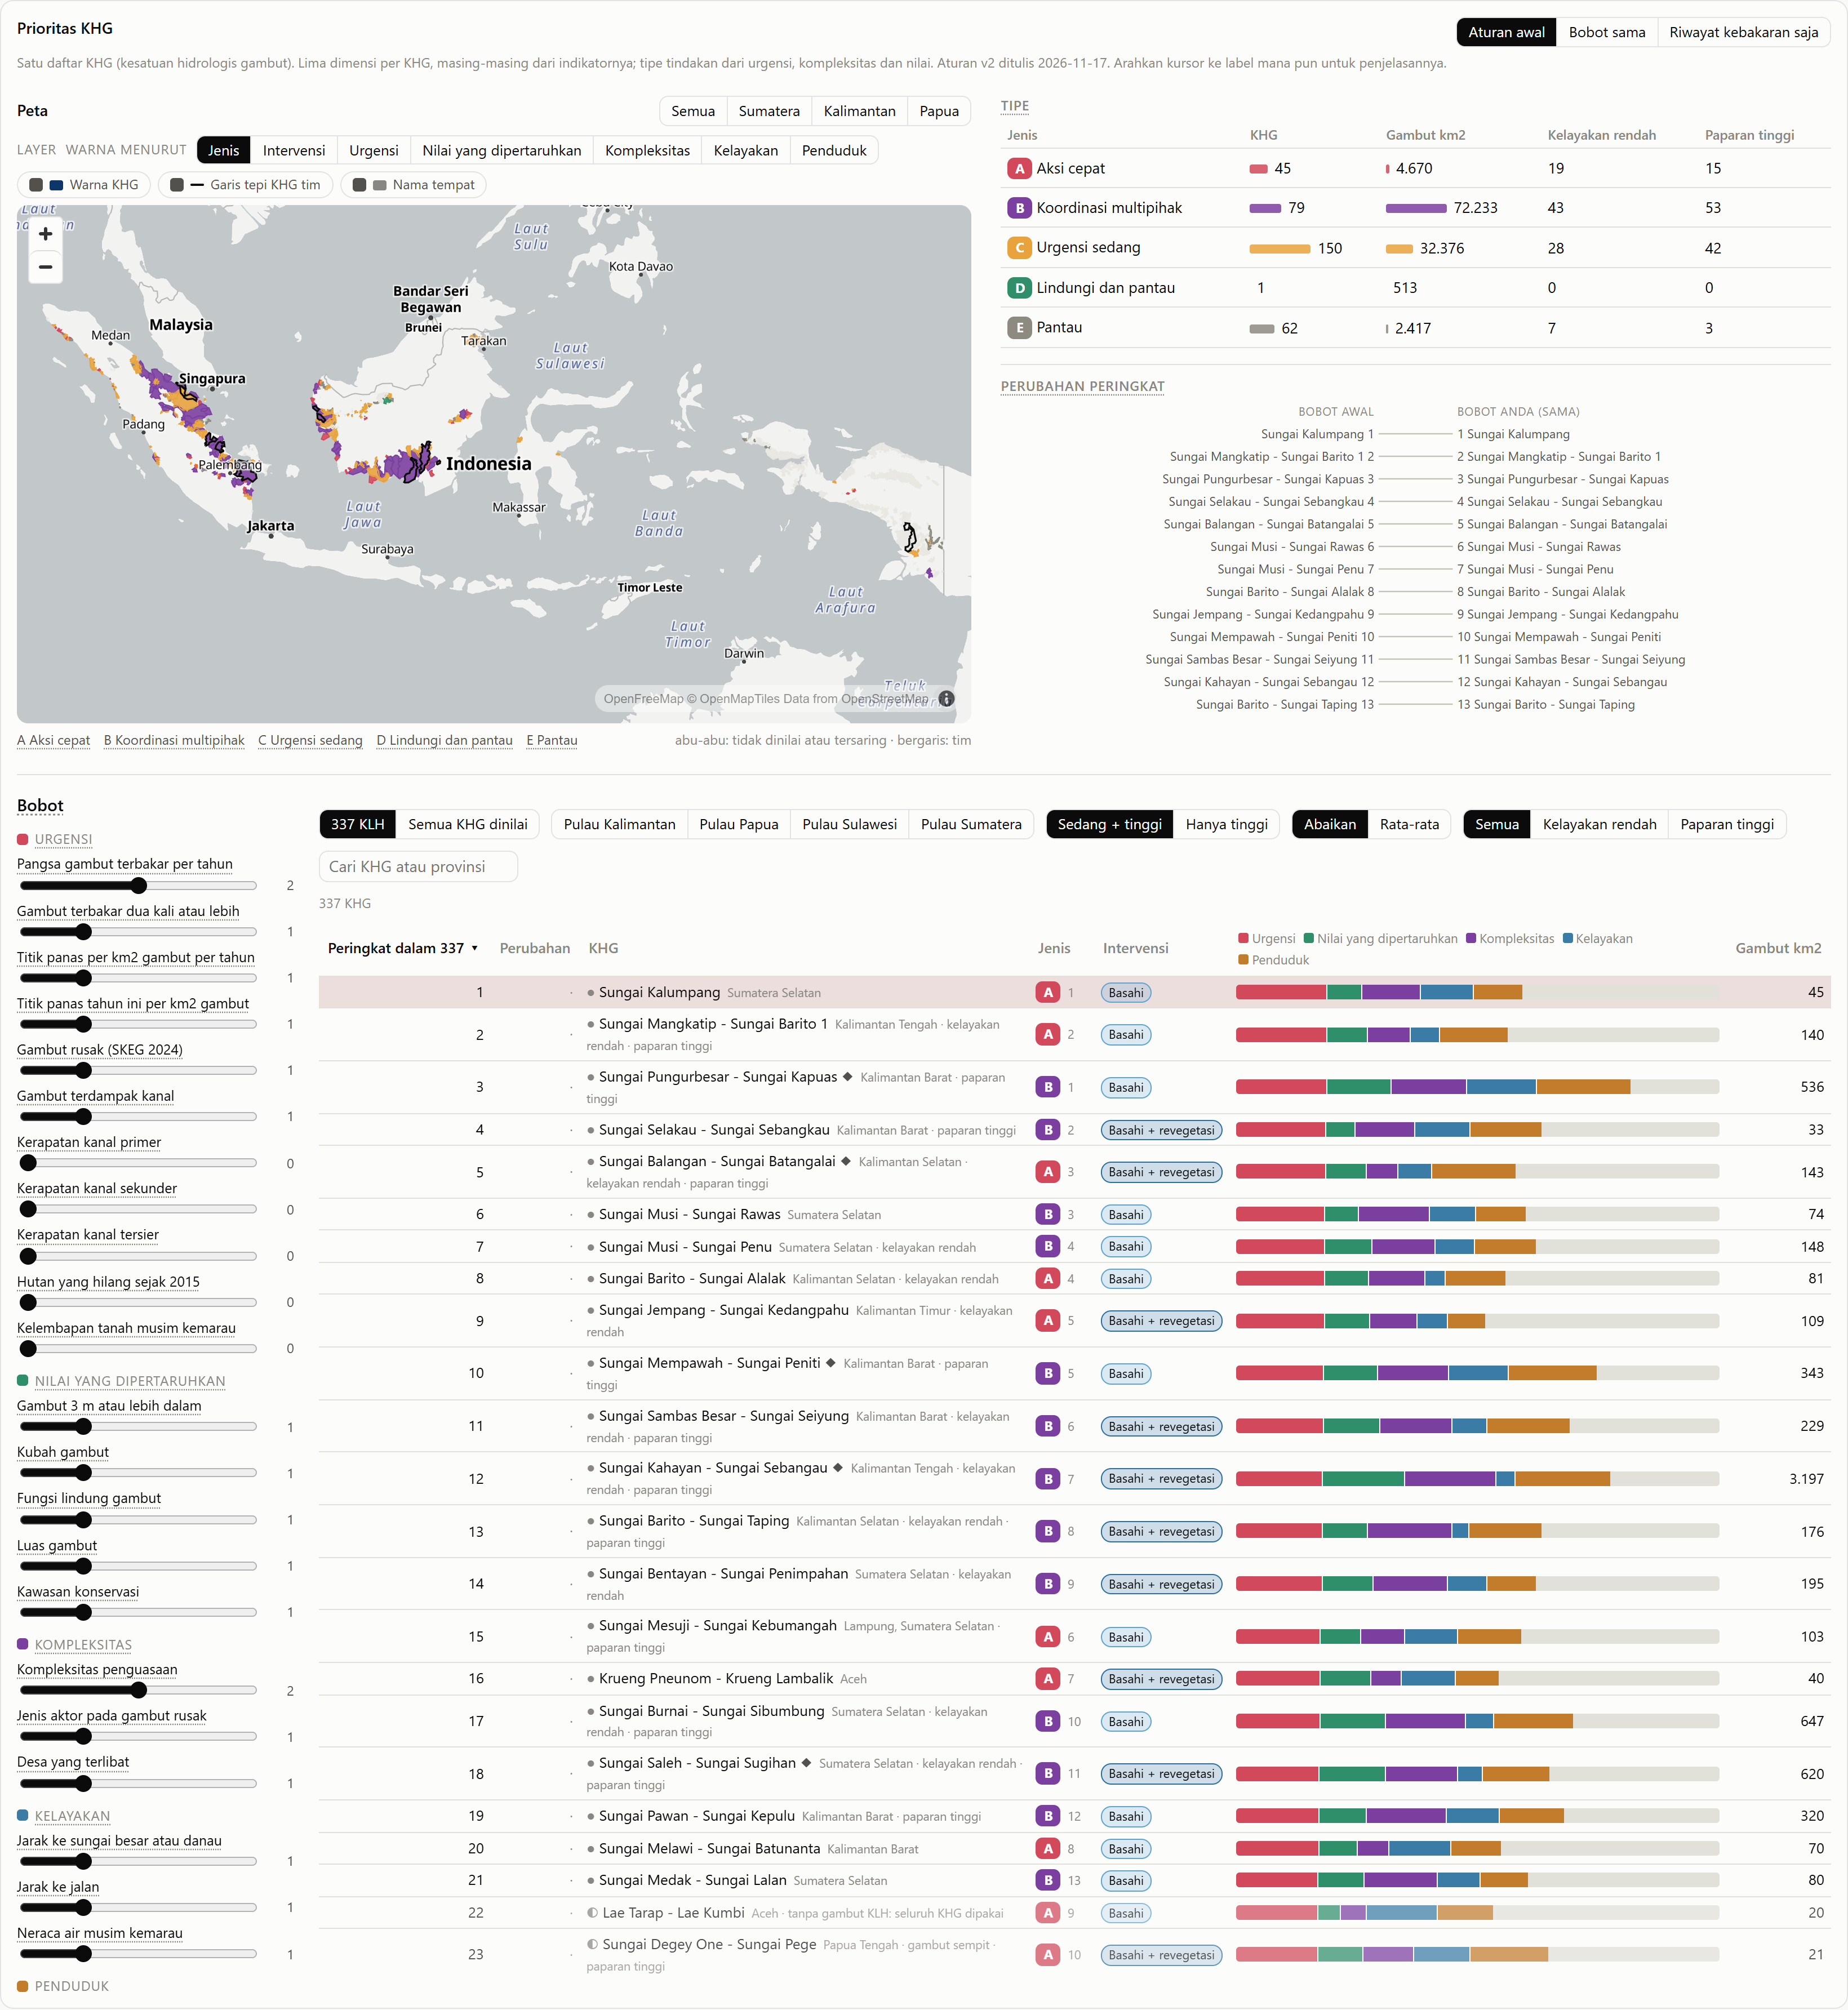 Prioritas KHG
Aturan awal Bobot sama Riwayat kebakaran saja
Satu daftar KHG (kesatuan hidrologis gambut). Lima dimensi per KHG, masing-masing dari indikatornya; tipe tindakan dari urgensi, kompleksitas dan nilai. Aturan v2 ditulis 2026-11-17. Arahkan kursor ke label mana pun untuk penjelasannya.
Peta
Semua Sumatera Kalimantan Papua
LAYER WARNA MENURUT Jenis Intervensi Urgensi Nilai yang dipertaruhkan Kompleksitas Kelayakan Penduduk
Warna KHG Garis tepi KHG tim Nama tempat
Laut
Laut
Sulu
Kota Davao
Bandar Seri
Begawan
Brunei
Malaysia
Medan
Tarakan
Laut
Sulawesi
Singapura
Padang
Palembang
Indonesia
Laut
Jawa
Makassar
Laut
Banda
Jakarta
Surabaya
Timor Leste
Laut
Arafura
Laut
Timor
Darwin
Teluk
OpenFreeMap © OpenMapTiles Data from OpenStreetMap
A Aksi cepat B Koordinasi multipihak C Urgensi sedang D Lindungi dan pantau E Pantau
abu-abu: tidak dinilai atau tersaring · bergaris: tim
TIPE
Jenis KHG Gambut km2 Kelayakan rendah Paparan tinggi
A Aksi cepat 45 4.670 19 15
B Koordinasi multipihak 79 72.233 43 53
C Urgensi sedang 150 32.376 28 42
D Lindungi dan pantau 1 513 0 0
E Pantau 62 2.417 7 3
PERUBAHAN PERINGKAT
BOBOT AWAL BOBOT ANDA (SAMA)
Sungai Kalumpang 1 1 Sungai Kalumpang
Sungai Mangkatip - Sungai Barito 1 2 2 Sungai Mangkatip - Sungai Barito 1
Sungai Pungurbesar - Sungai Kapuas 3 3 Sungai Pungurbesar - Sungai Kapuas
Sungai Selakau - Sungai Sebangkau 4 4 Sungai Selakau - Sungai Sebangkau
Sungai Balangan - Sungai Batangalai 5 5 Sungai Balangan - Sungai Batangalai
Sungai Musi - Sungai Rawas 6 6 Sungai Musi - Sungai Rawas
Sungai Musi - Sungai Penu 7 7 Sungai Musi - Sungai Penu
Sungai Barito - Sungai Alalak 8 8 Sungai Barito - Sungai Alalak
Sungai Jempang - Sungai Kedangpahu 9 9 Sungai Jempang - Sungai Kedangpahu
Sungai Mempawah - Sungai Peniti 10 10 Sungai Mempawah - Sungai Peniti
Sungai Sambas Besar - Sungai Seiyung 11 11 Sungai Sambas Besar - Sungai Seiyung
Sungai Kahayan - Sungai Sebangau 12 12 Sungai Kahayan - Sungai Sebangau
Sungai Barito - Sungai Taping 13 13 Sungai Barito - Sungai Taping
Bobot
URGENSI
Pangsa gambut terbakar per tahun
2
Gambut terbakar dua kali atau lebih
1
Titik panas per km2 gambut per tahun
1
Titik panas tahun ini per km2 gambut
1
Gambut rusak (SKEG 2024)
1
Gambut terdampak kanal
1
Kerapatan kanal primer
0
Kerapatan kanal sekunder
0
Kerapatan kanal tersier
0
Hutan yang hilang sejak 2015
0
Kelembapan tanah musim kemarau
0
NILAI YANG DIPERTARUHKAN
Gambut 3 m atau lebih dalam
1
Kubah gambut
1
Fungsi lindung gambut
1
Luas gambut
1
Kawasan konservasi
1
KOMPLEKSITAS
Kompleksitas penguasaan
2
Jenis aktor pada gambut rusak
1
Desa yang terlibat
1
KELAYAKAN
Jarak ke sungai besar atau danau
1
Jarak ke jalan
1
Neraca air musim kemarau
1
PENDUDUK
337 KLH Semua KHG dinilai Pulau Kalimantan Pulau Papua Pulau Sulawesi Pulau Sumatera Sedang + tinggi Hanya tinggi Abaikan Rata-rata Semua Kelayakan rendah Paparan tinggi
Cari KHG atau provinsi
337 KHG
Peringkat dalam 337 ▼ Perubahan KHG Jenis Intervensi Urgensi Nilai yang dipertaruhkan Kompleksitas Kelayakan Penduduk Gambut km2
1 · Sungai Kalumpang Sumatera Selatan A 1 Basahi 45
2 · Sungai Mangkatip - Sungai Barito 1 Kalimantan Tengah · kelayakan rendah · paparan tinggi A 2 Basahi 140
3 · Sungai Pungurbesar - Sungai Kapuas ◆ Kalimantan Barat · paparan tinggi B 1 Basahi 536
4 · Sungai Selakau - Sungai Sebangkau Kalimantan Barat · paparan tinggi B 2 Basahi + revegetasi 33
5 · Sungai Balangan - Sungai Batangalai ◆ Kalimantan Selatan · kelayakan rendah · paparan tinggi A 3 Basahi + revegetasi 143
6 · Sungai Musi - Sungai Rawas Sumatera Selatan B 3 Basahi 74
7 · Sungai Musi - Sungai Penu Sumatera Selatan · kelayakan rendah B 4 Basahi 148
8 · Sungai Barito - Sungai Alalak Kalimantan Selatan · kelayakan rendah A 4 Basahi 81
9 · Sungai Jempang - Sungai Kedangpahu Kalimantan Timur · kelayakan rendah A 5 Basahi + revegetasi 109
10 · Sungai Mempawah - Sungai Peniti ◆ Kalimantan Barat · paparan tinggi B 5 Basahi 343
11 · Sungai Sambas Besar - Sungai Seiyung Kalimantan Barat · kelayakan rendah · paparan tinggi B 6 Basahi + revegetasi 229
12 · Sungai Kahayan - Sungai Sebangau ◆ Kalimantan Tengah · kelayakan rendah · paparan tinggi B 7 Basahi + revegetasi 3.197
13 · Sungai Barito - Sungai Taping Kalimantan Selatan · kelayakan rendah · paparan tinggi B 8 Basahi + revegetasi 176
14 · Sungai Bentayan - Sungai Penimpahan Sumatera Selatan · kelayakan rendah B 9 Basahi + revegetasi 195
15 · Sungai Mesuji - Sungai Kebumangah Lampung, Sumatera Selatan · paparan tinggi A 6 Basahi 103
16 · Krueng Pneunom - Krueng Lambalik Aceh A 7 Basahi + revegetasi 40
17 · Sungai Burnai - Sungai Sibumbung Sumatera Selatan · kelayakan rendah · paparan tinggi B 10 Basahi 647
18 · Sungai Saleh - Sungai Sugihan ◆ Sumatera Selatan · kelayakan rendah · paparan tinggi B 11 Basahi + revegetasi 620
19 · Sungai Pawan - Sungai Kepulu Kalimantan Barat · paparan tinggi B 12 Basahi 320
20 · Sungai Melawi - Sungai Batunanta Kalimantan Barat A 8 Basahi 70
21 · Sungai Medak - Sungai Lalan Sumatera Selatan B 13 Basahi 80
22 · Lae Tarap - Lae Kumbi Aceh · tanpa gambut KLH: seluruh KHG dipakai A 9 Basahi 20
23 · Sungai Degey One - Sungai Pege Papua Tengah · gambut sempit · paparan tinggi A 10 Basahi + revegetasi 21